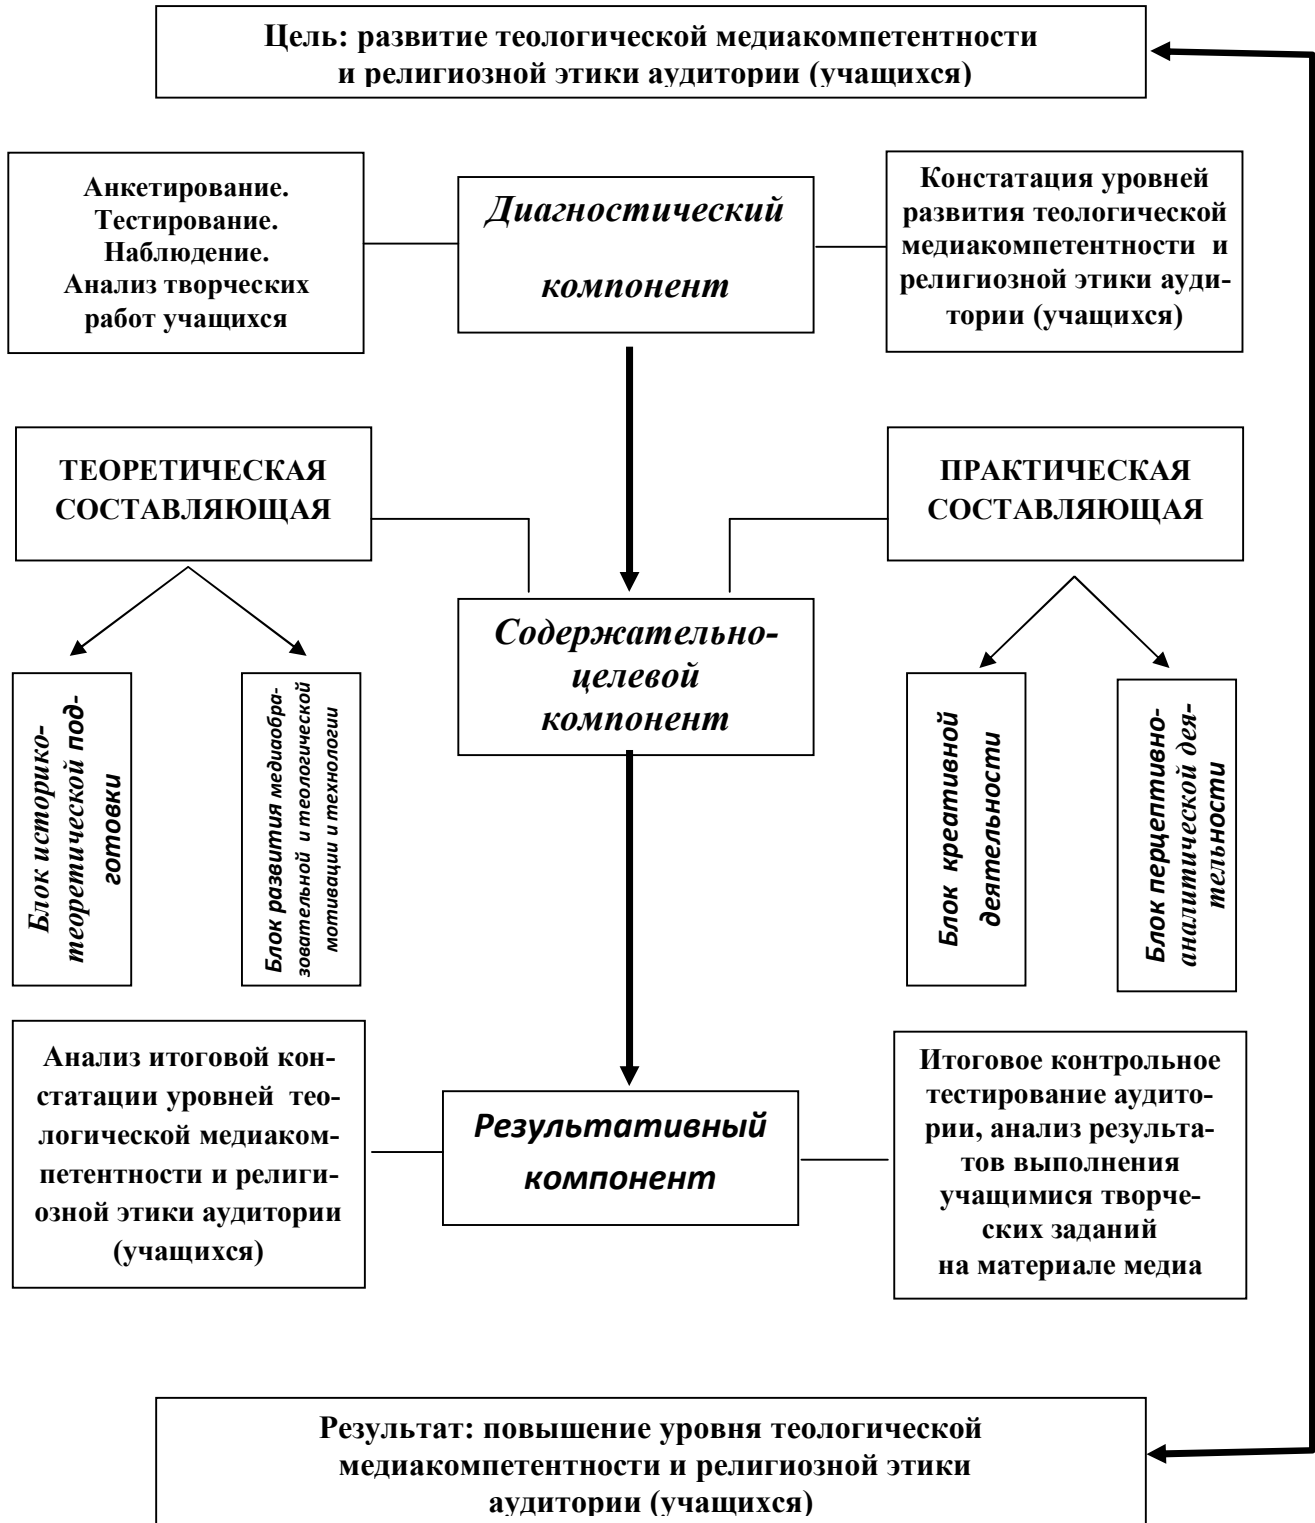 Цель: развитие теологической медиакомпетентности
и религиозной этики аудитории (учащихся)
Анкетирование.
Тестирование.
Наблюдение.
Анализ творческих
работ учащихся
Диагностический
компонент
Констатация уровней
развития теологической
медиакомпетентности и
религиозной этики ауди-
тории (учащихся)
ТЕОРЕТИЧЕСКАЯ
СОСТАВЛЯЮЩАЯ
ПРАКТИЧЕСКАЯ
СОСТАВЛЯЮЩАЯ
Содержательно-
целевой
компонент
Блок историко-
теоретической под-
готовки
Блок развития медиаобра-
зовательной и теологической
мотивации и технологии
Блок креативной
деятельности
Блок перцептивно-
аналитической дея-
тельности
Анализ итоговой кон-
статации уровней тео-
логической медиаком-
петентности и религи-
озной этики аудитории
(учащихся)
Результативный
компонент
Итоговое контрольное
тестирование аудито-
рии, анализ результа-
тов выполнения
учащимися творче-
ских заданий
на материале медиа
Результат: повышение уровня теологической
медиакомпетентности и религиозной этики
аудитории (учащихся)